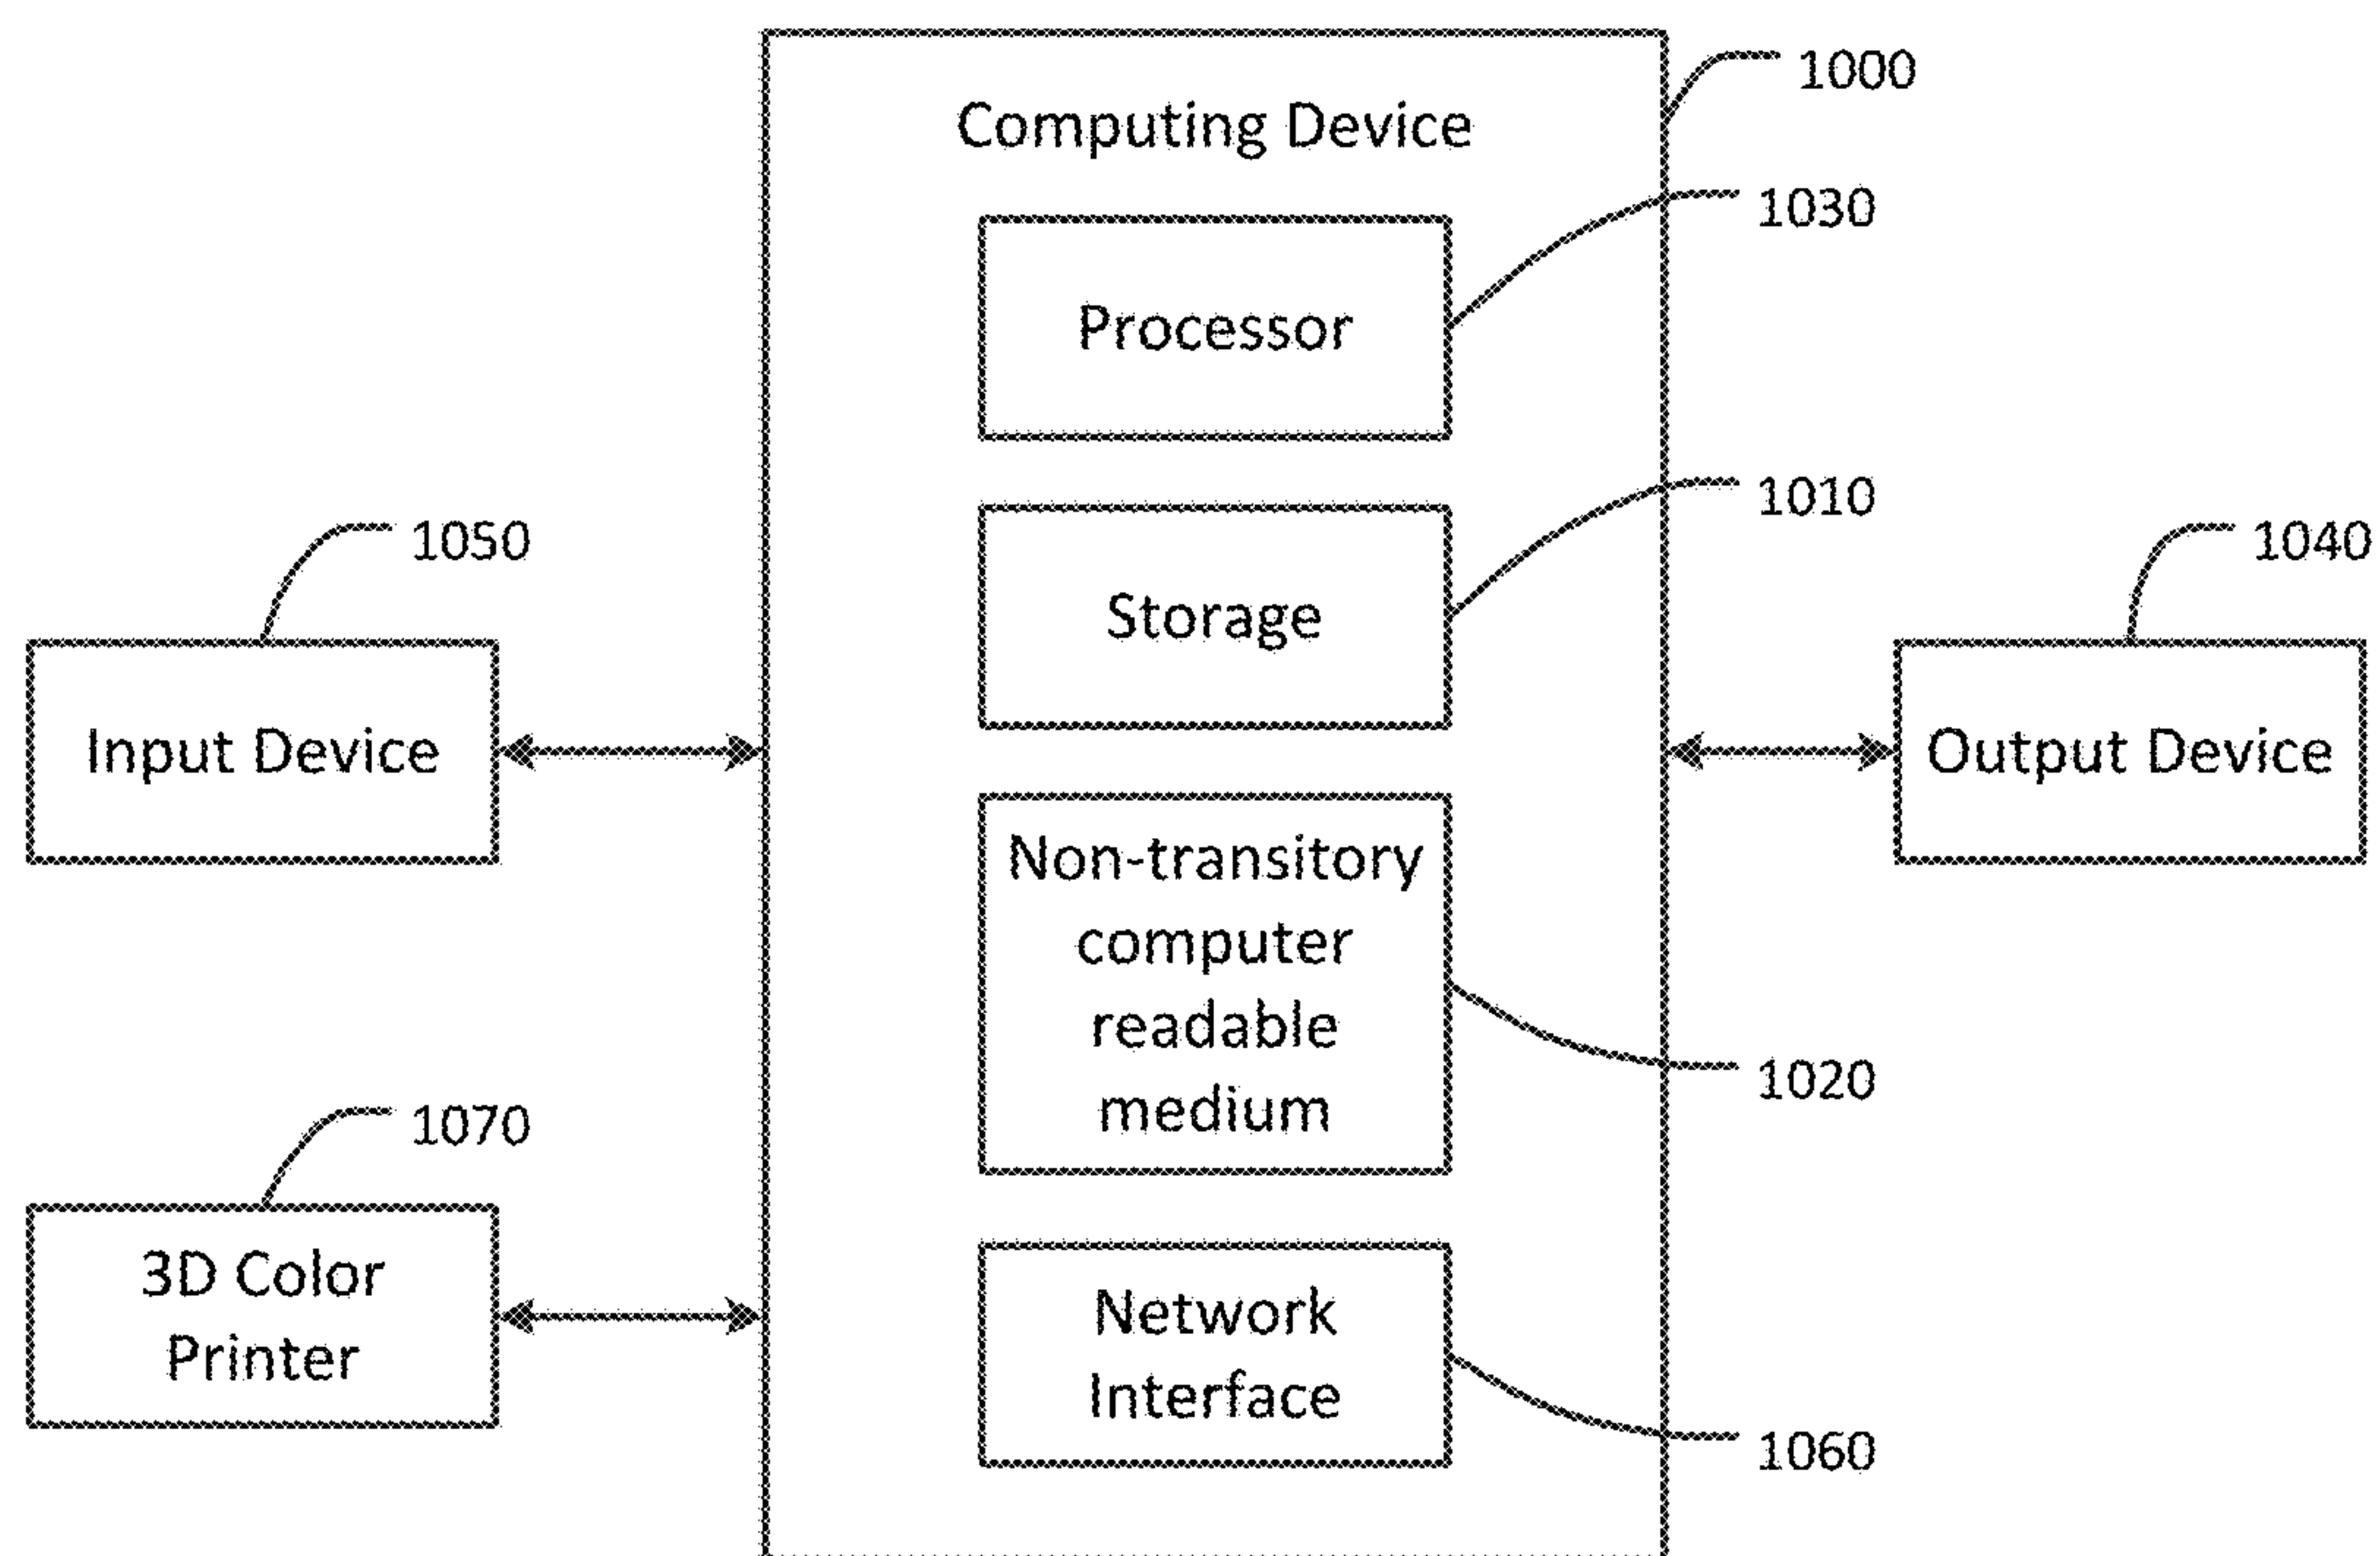 1000
Computing Device
1030
Processor
1010
Storage
1050
1040
Input Device
Output Device
Non-transitory
computer
readable
medium
1020
1070
3D Color
Printer
Network
Interface
1060